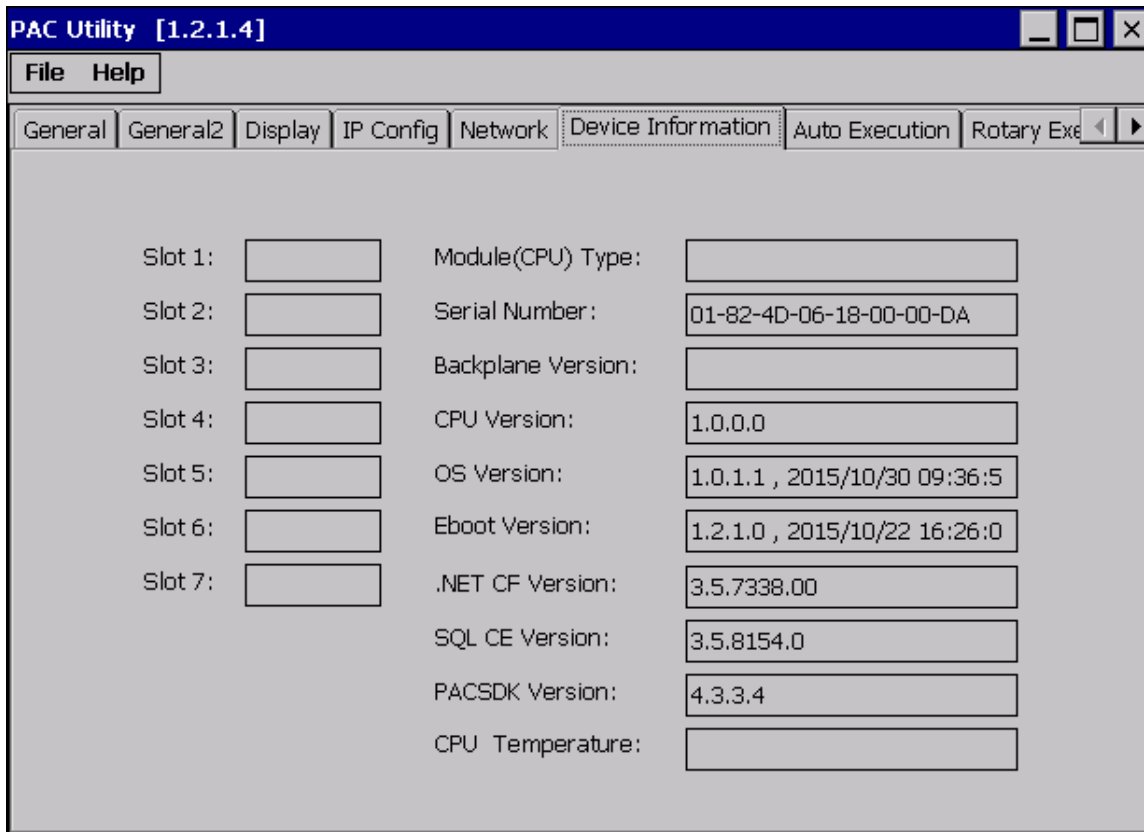 PAC Utility [1.2.1.4]
File Help
General General2 Display IP Config Network Device Information Auto Execution Rotary Exe
Slot 1:
Slot 2:
Slot 3:
Slot 4:
Slot 5:
Slot 6:
Slot 7:
Module(CPU) Type:
Serial Number: 01-82-4D-06-18-00-00-DA
Backplane Version:
CPU Version: 1.0.0.0
OS Version: 1.0.1.1 , 2015/10/30 09:36:5
Eboot Version: 1.2.1.0 , 2015/10/22 16:26:0
.NET CF Version: 3.5.7338.00
SQL CE Version: 3.5.8154.0
PACSDK Version: 4.3.3.4
CPU Temperature: